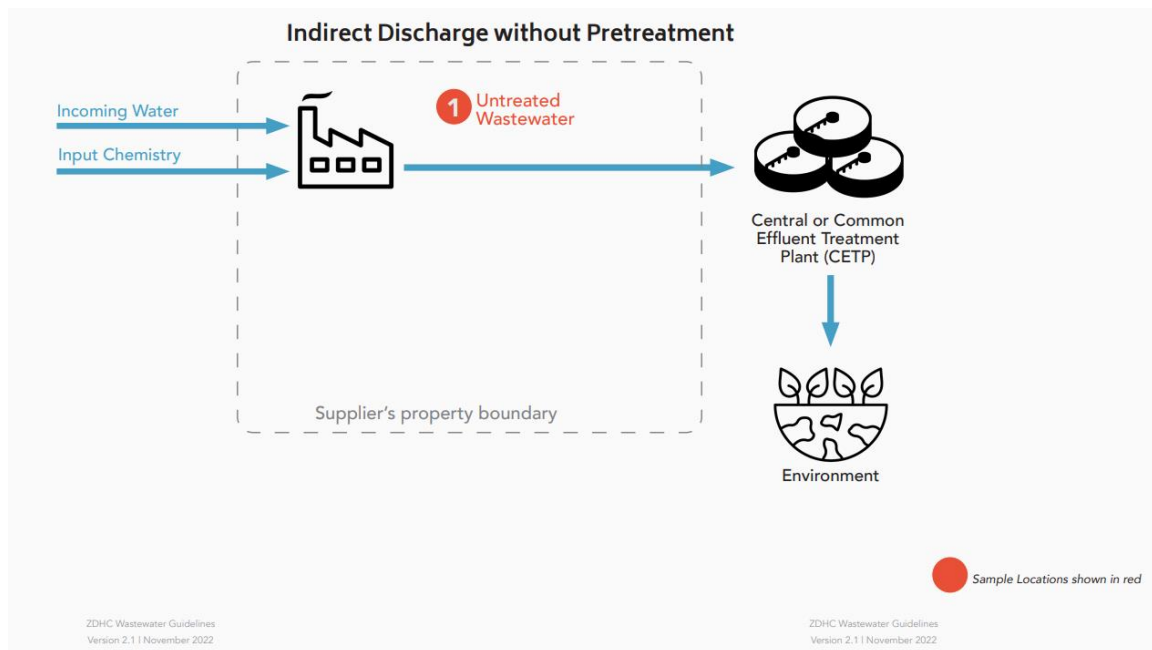 Indirect Discharge without Pretreatment
Incoming Water
Input Chemistry
1
Untreated
Wastewater
Central or Common
Effluent Treatment
Plant (CETP)
Supplier’s property boundary
Environment
Sample Locations shown in red
ZDHC Wastewater Guidelines
Version 2.1 I November 2022
ZDHC Wastewater Guidelines
Version 2.1 I November 2022